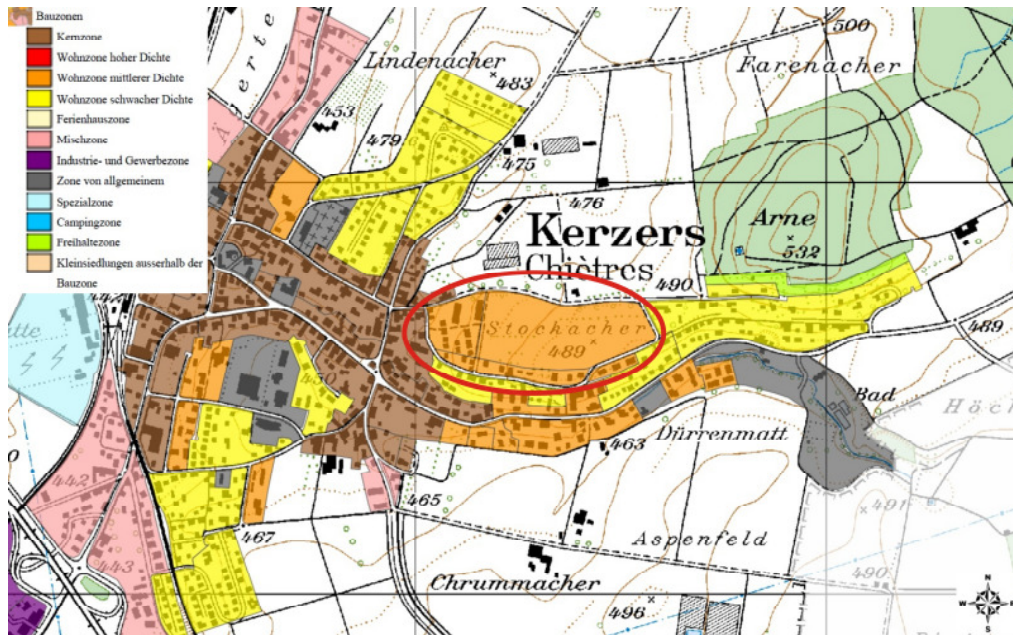 Bauzonen
Kernzone
Wohnzone hoher Dichte
Wohnzone mittlerer Dichte
Wohnzone schwacher Dichte
Ferienhauszone
Mischzone
Industrie- und Gewerbezone
Zone von allgemeinem
Spezialzone
Campingzone
Freihaltezone
Kleinsiedlungen ausserhalb der
Bauzone
500
Lindenacher
483
Farenacher
453
479
475
476
Kerzers
Chiètres
Arne
532
490
Stockacher
489
489
450
Bad
463
Dürrenmatt
Höch
442
465
491
467
Aspenfeld
443
490
Chrummacher
496
N
W
E
S